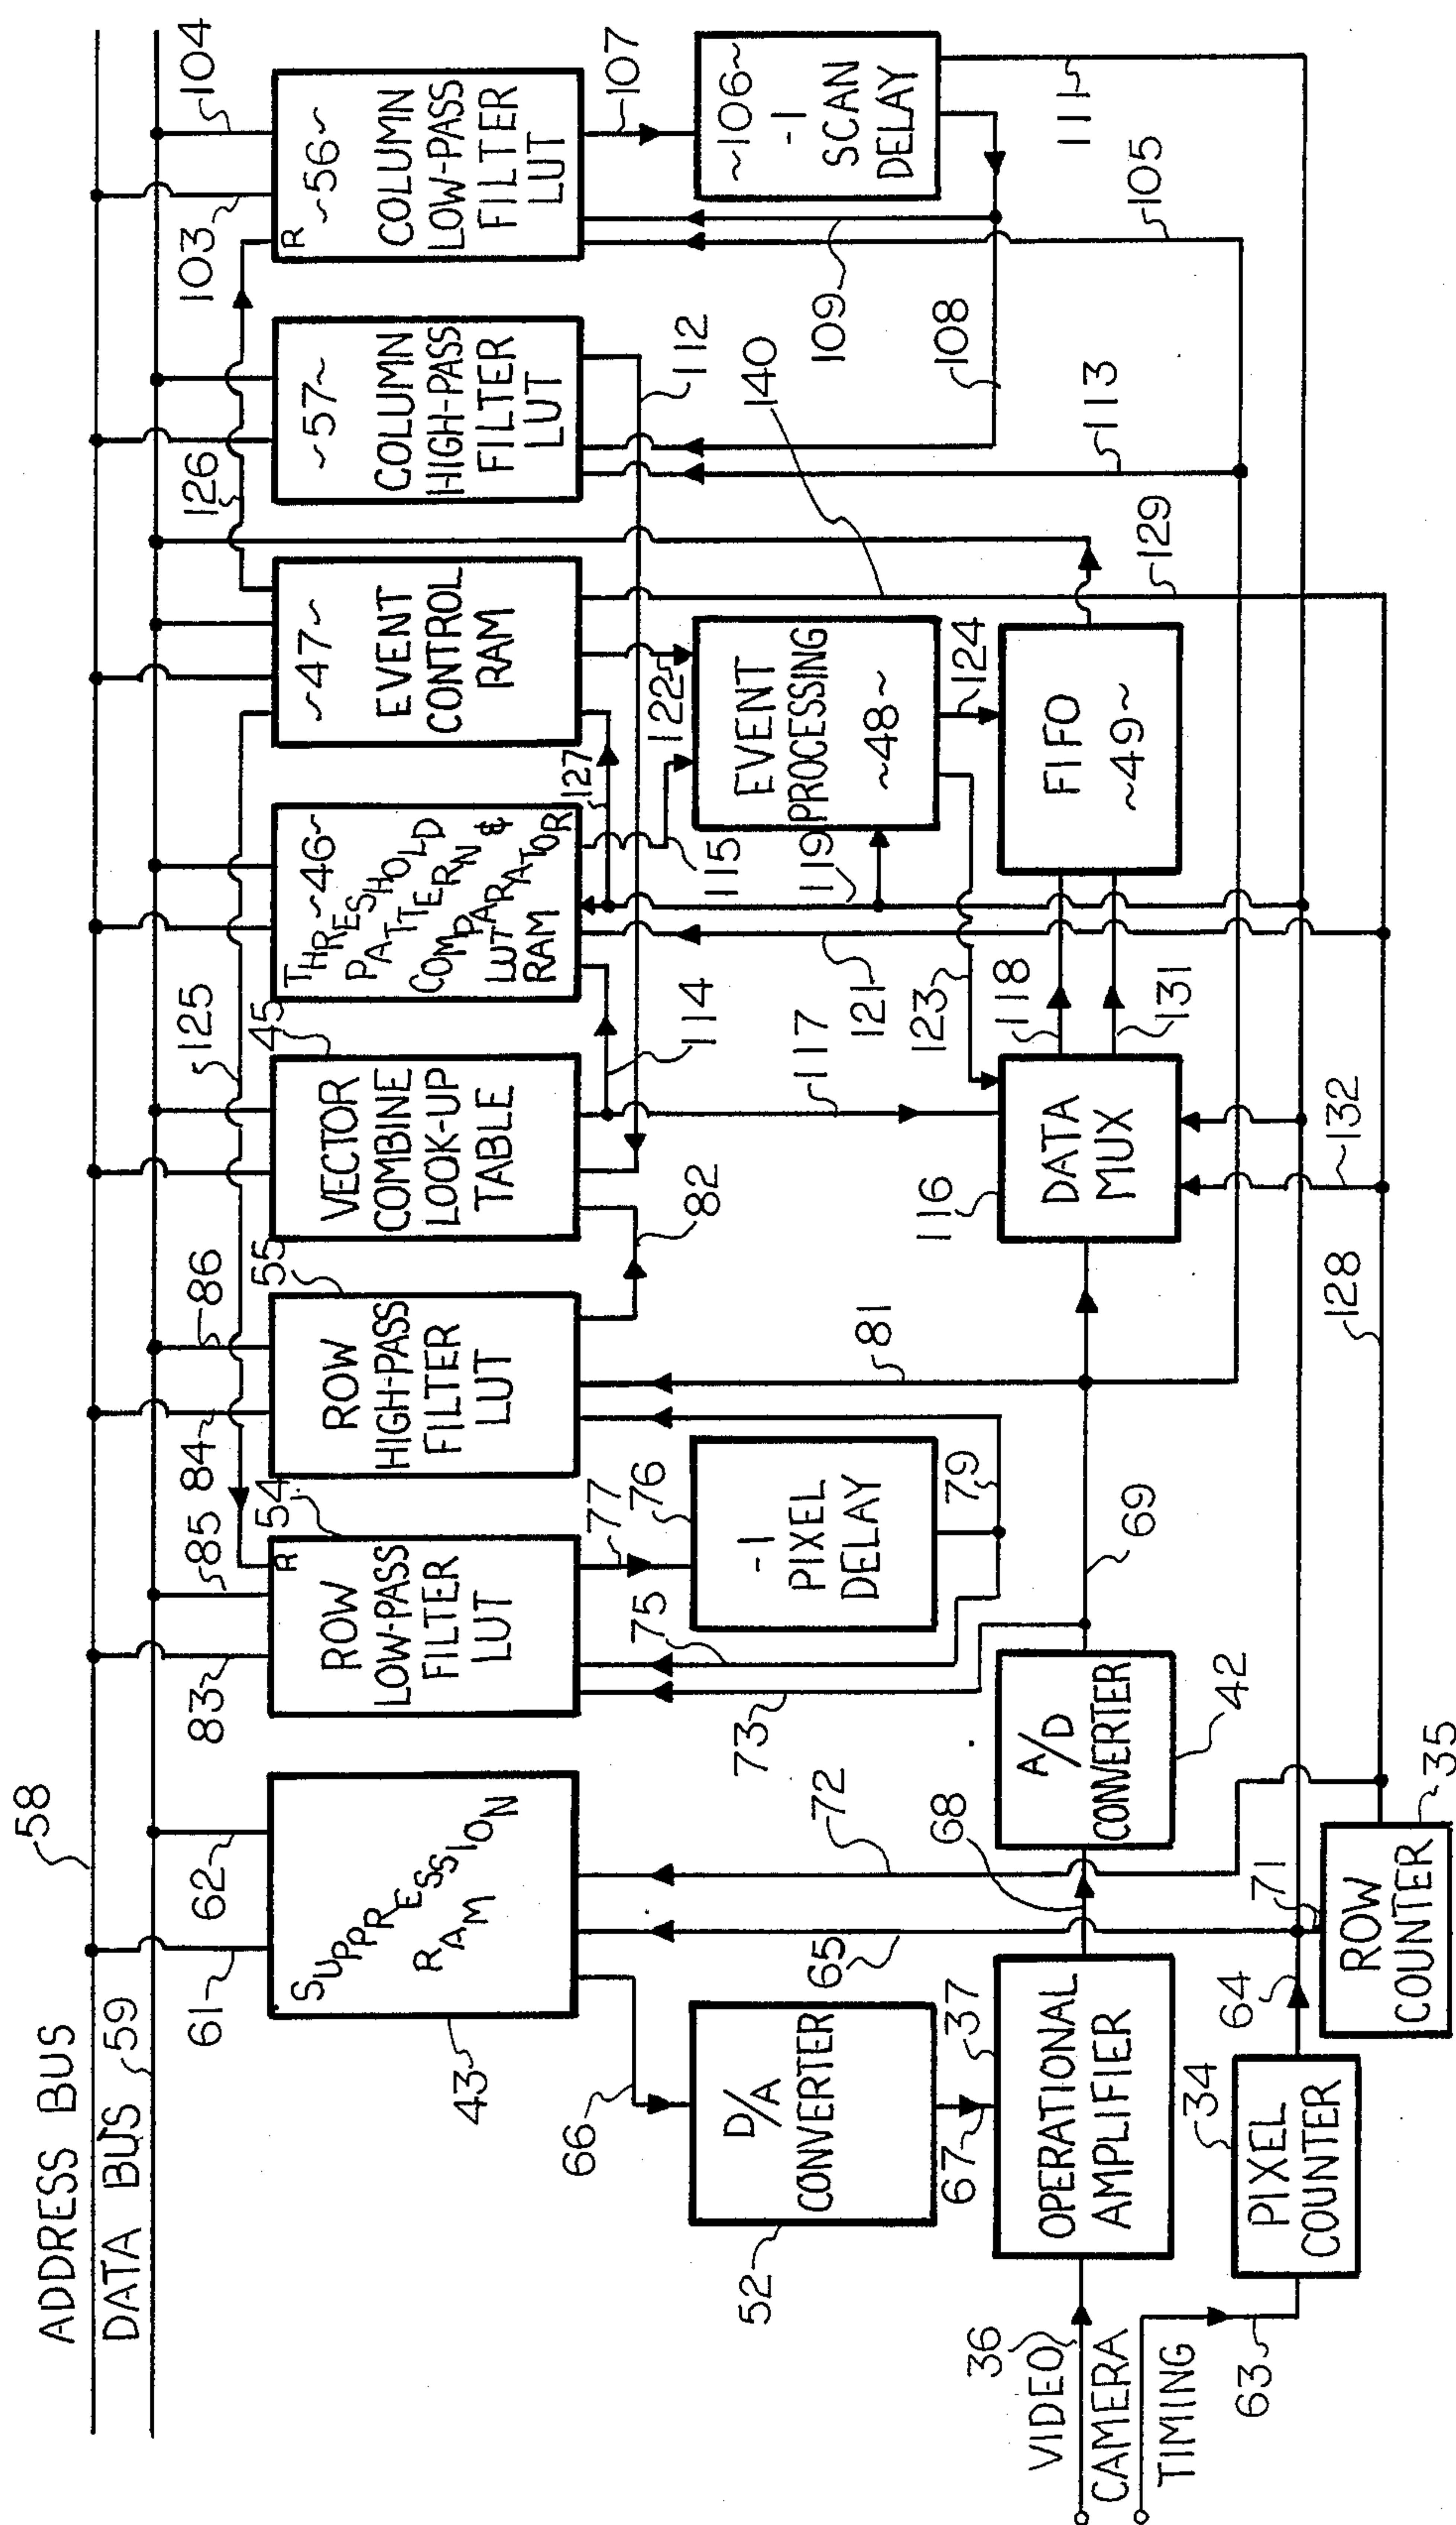 ADDRESS BUS
58
DATA BUS 59
61
62
83
85
84
86
125
126
103
104
SUPPRESSION
RAM
43
ROW
LOW-PASS
FILTER
LUT
R
54
ROW
HIGH-PASS
FILTER
LUT
55
VECTOR
COMBINE
LOOK-UP
TABLE
45
THRESHOLD
~46~
PATTERN &
COMPARATOR
LUT
RAM
~47~
EVENT
CONTROL
RAM
~57~
COLUMN
HIGH-PASS
FILTER
LUT
R
~56~
COLUMN
LOW-PASS
FILTER
LUT
66
65
72
73
75
77
76
79
81
82
114
117
115
127
122
112
107
D/A
CONVERTER
52
67
-1
PIXEL
DELAY
EVENT
PROCESSING
~48~
119
121
123
124
140
108
109
~106~
-1
SCAN
DELAY
111
105
113
129
VIDEO
36
CAMERA
TIMING
63
OPERATIONAL
AMPLIFIER
37
68
A/D
CONVERTER
42
69
DATA
MUX
116
118
131
FIFO
~49~
PIXEL
COUNTER
34
64
71
ROW
COUNTER
35
128
132